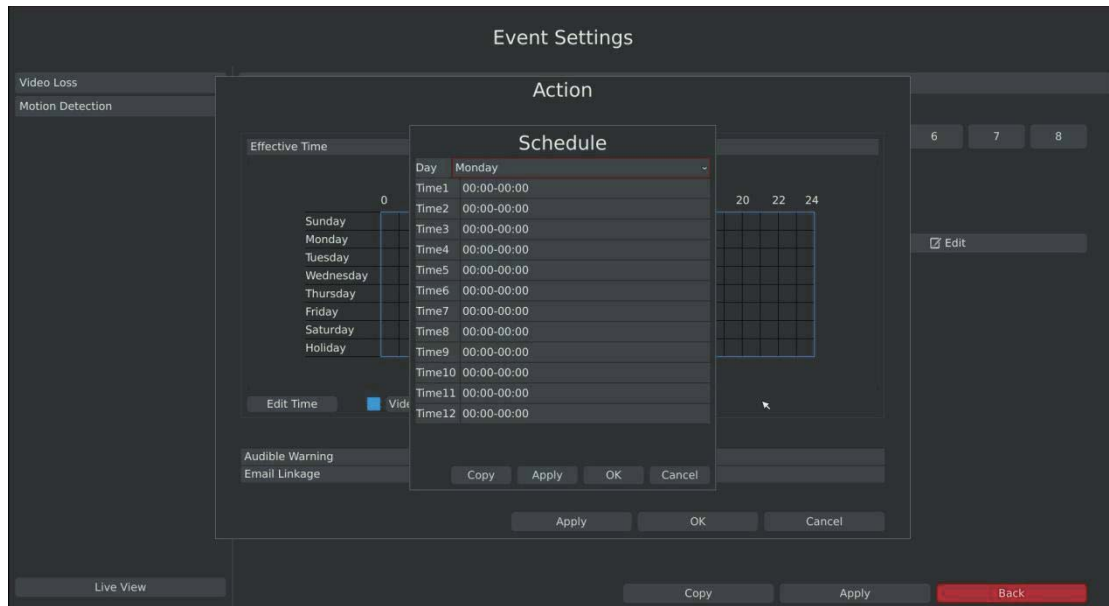 Event Settings
Video Loss
Motion Detection
Action
6 7 8
Effective Time
Schedule
Day Monday
Time1 00:00-00:00
Time2 00:00-00:00
Time3 00:00-00:00
Time4 00:00-00:00
Time5 00:00-00:00
Time6 00:00-00:00
Time7 00:00-00:00
Time8 00:00-00:00
Time9 00:00-00:00
Time10 00:00-00:00
Time11 00:00-00:00
Time12 00:00-00:00
Copy Apply OK Cancel
0 20 22 24
Sunday
Monday
Tuesday
Wednesday
Thursday
Friday
Saturday
Holiday
Edit
Edit Time
Audible Warning
Email Linkage
Apply OK Cancel
Live View
Copy Apply Back